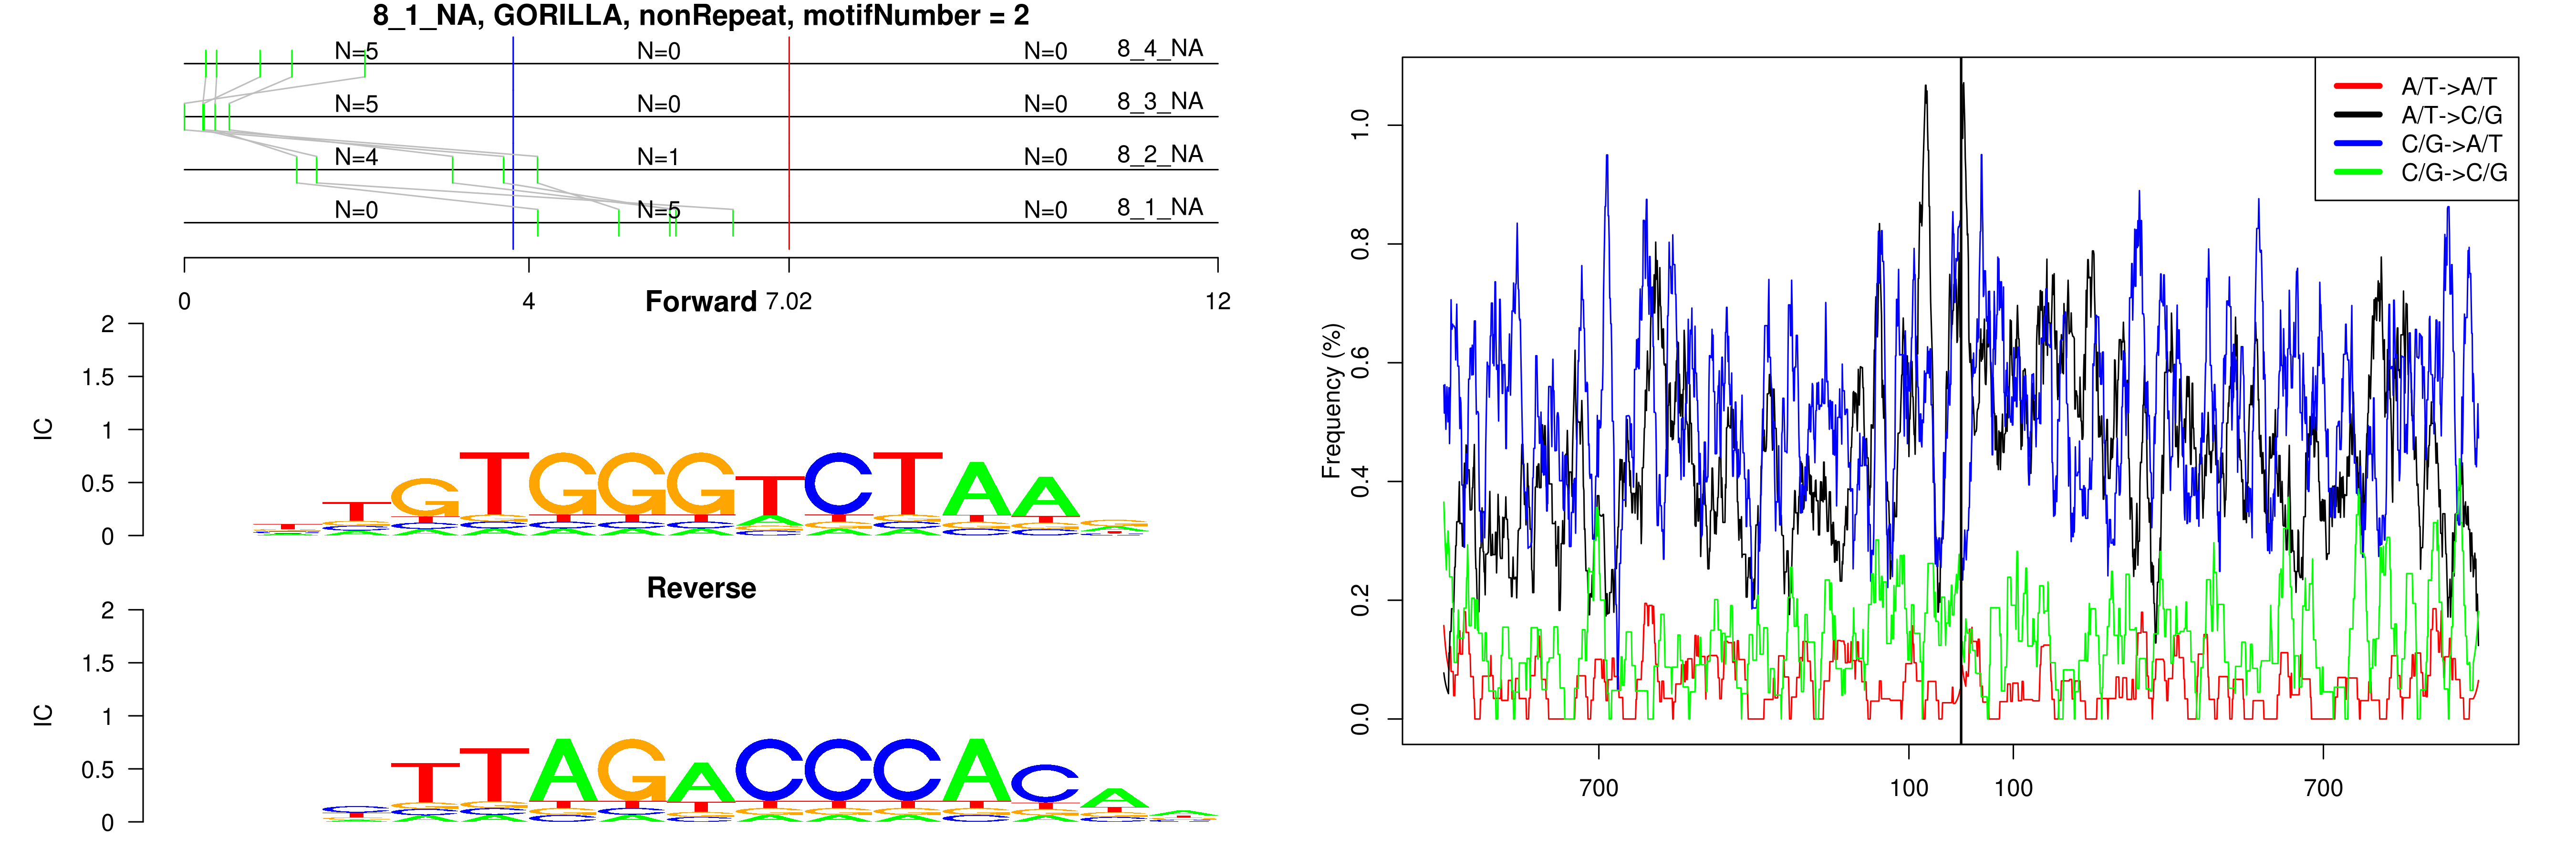 8_1_NA, GORILLA, nonRepeat, motifNumber = 2
N=5 N=0 N=0 8_4_NA
N=5 N=0 N=0 8_3_NA
N=4 N=1 N=0 8_2_NA
N=0 N=5 N=0 8_1_NA
0 4 7.02 12
Forward
2
1.5
1
0.5
0
IC
TTGTGGGTCTAA
Reverse
2
1.5
1
0.5
0
IC
TTAGACCCACAA
A/T->A/T
A/T->C/G
C/G->A/T
C/G->C/G
Frequency (%)
1.0
0.8
0.6
0.4
0.2
0.0
700 100 100 700